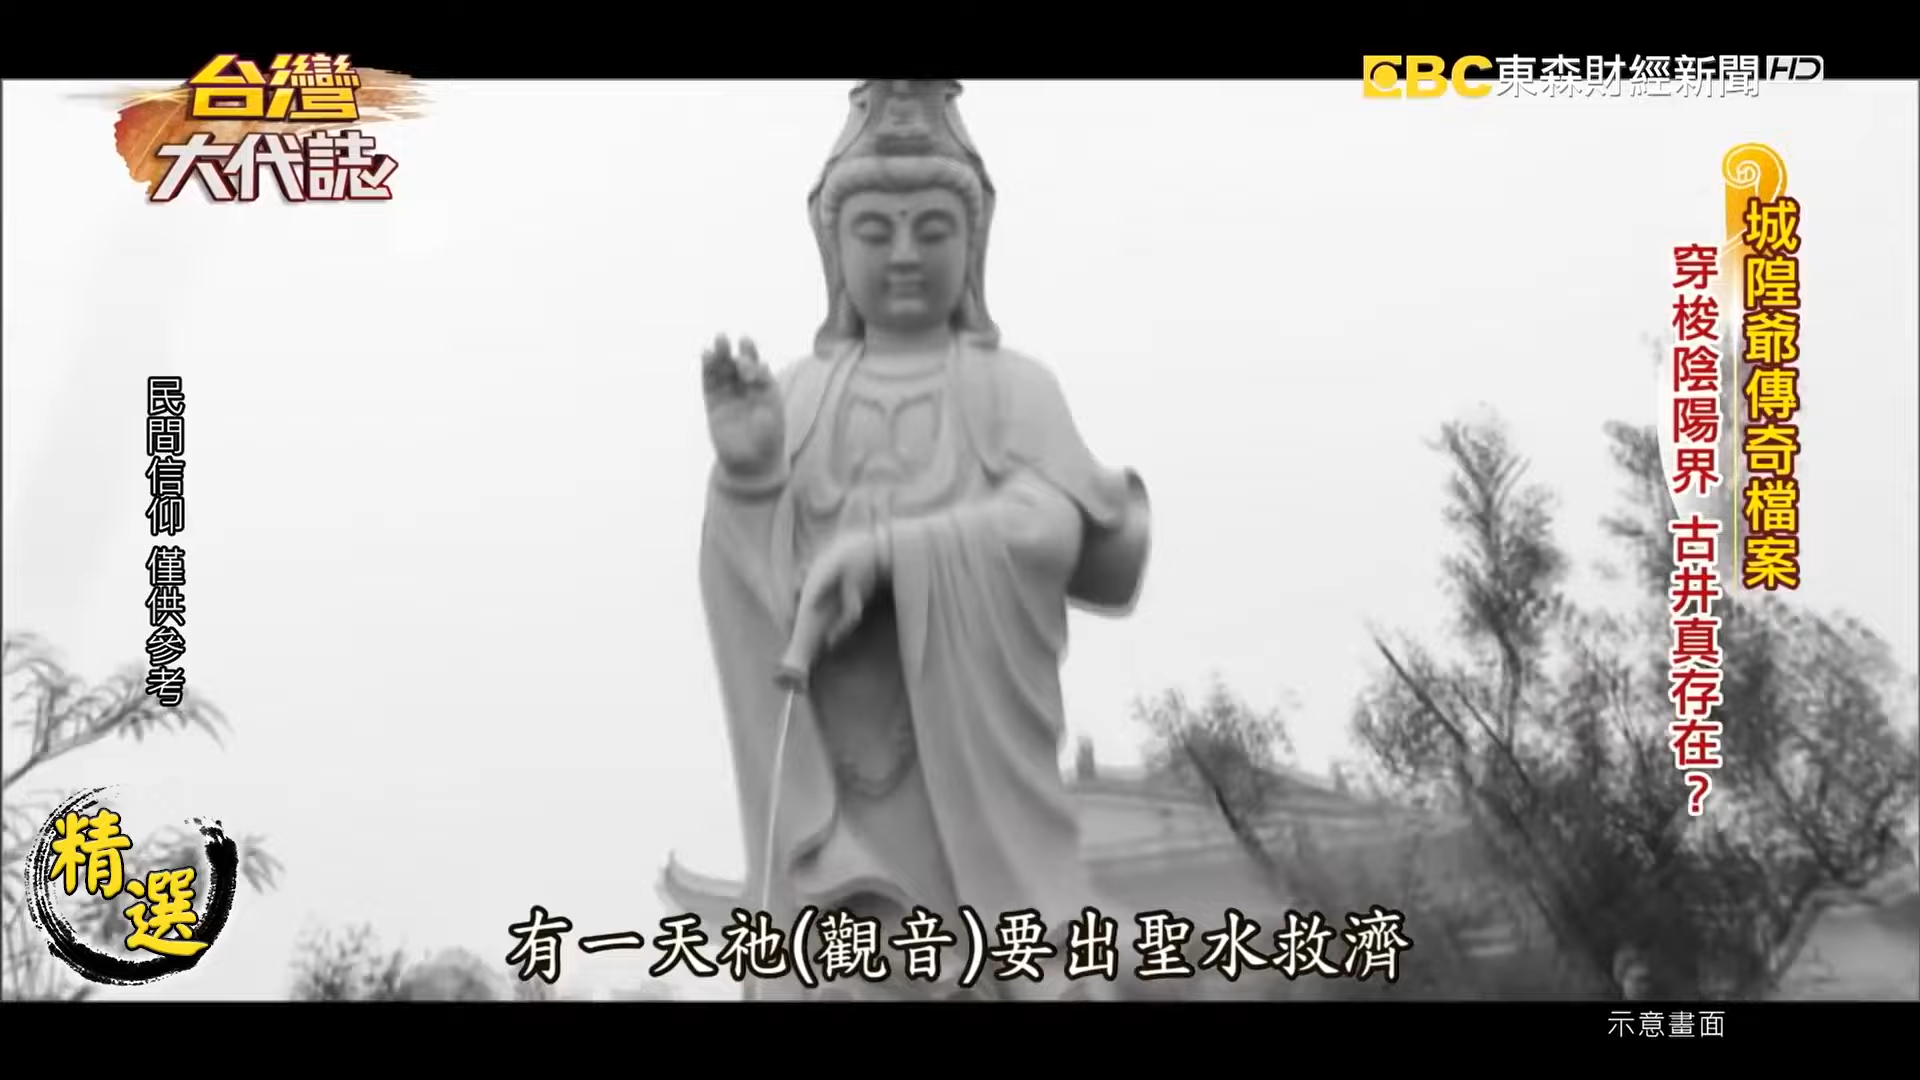 台灣
大代誌
EBC東森財經新聞HD
城隍爺傳奇檔案
穿梭陰陽界 古井真存在？
民間信仰 僅供參考
精選
有一天祂(觀音)要出聖水救濟
示意畫面